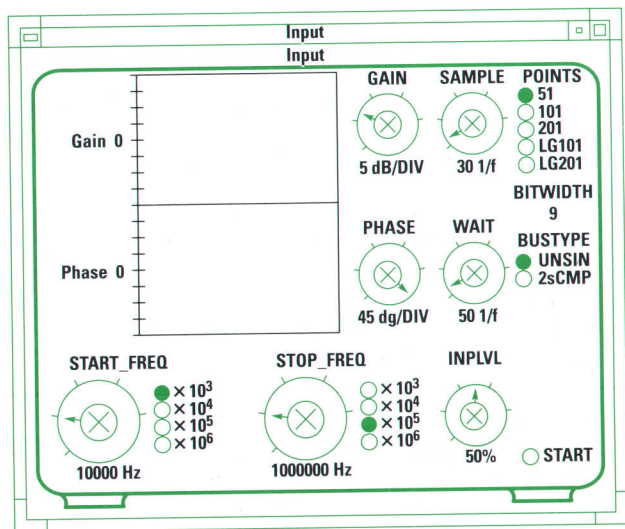 Input
Input
GAIN
SAMPLE
POINTS
51
101
201
LG101
LG201
Gain 0
5 dB/DIV
30 1/f
BITWIDTH
9
PHASE
WAIT
BUSTYPE
UNSIN
2sCMP
Phase 0
45 dg/DIV
50 1/f
START_FREQ
× 10³
× 10⁴
× 10⁵
× 10⁶
10000 Hz
STOP_FREQ
× 10³
× 10⁴
× 10⁵
× 10⁶
1000000 Hz
INPLVL
50%
START